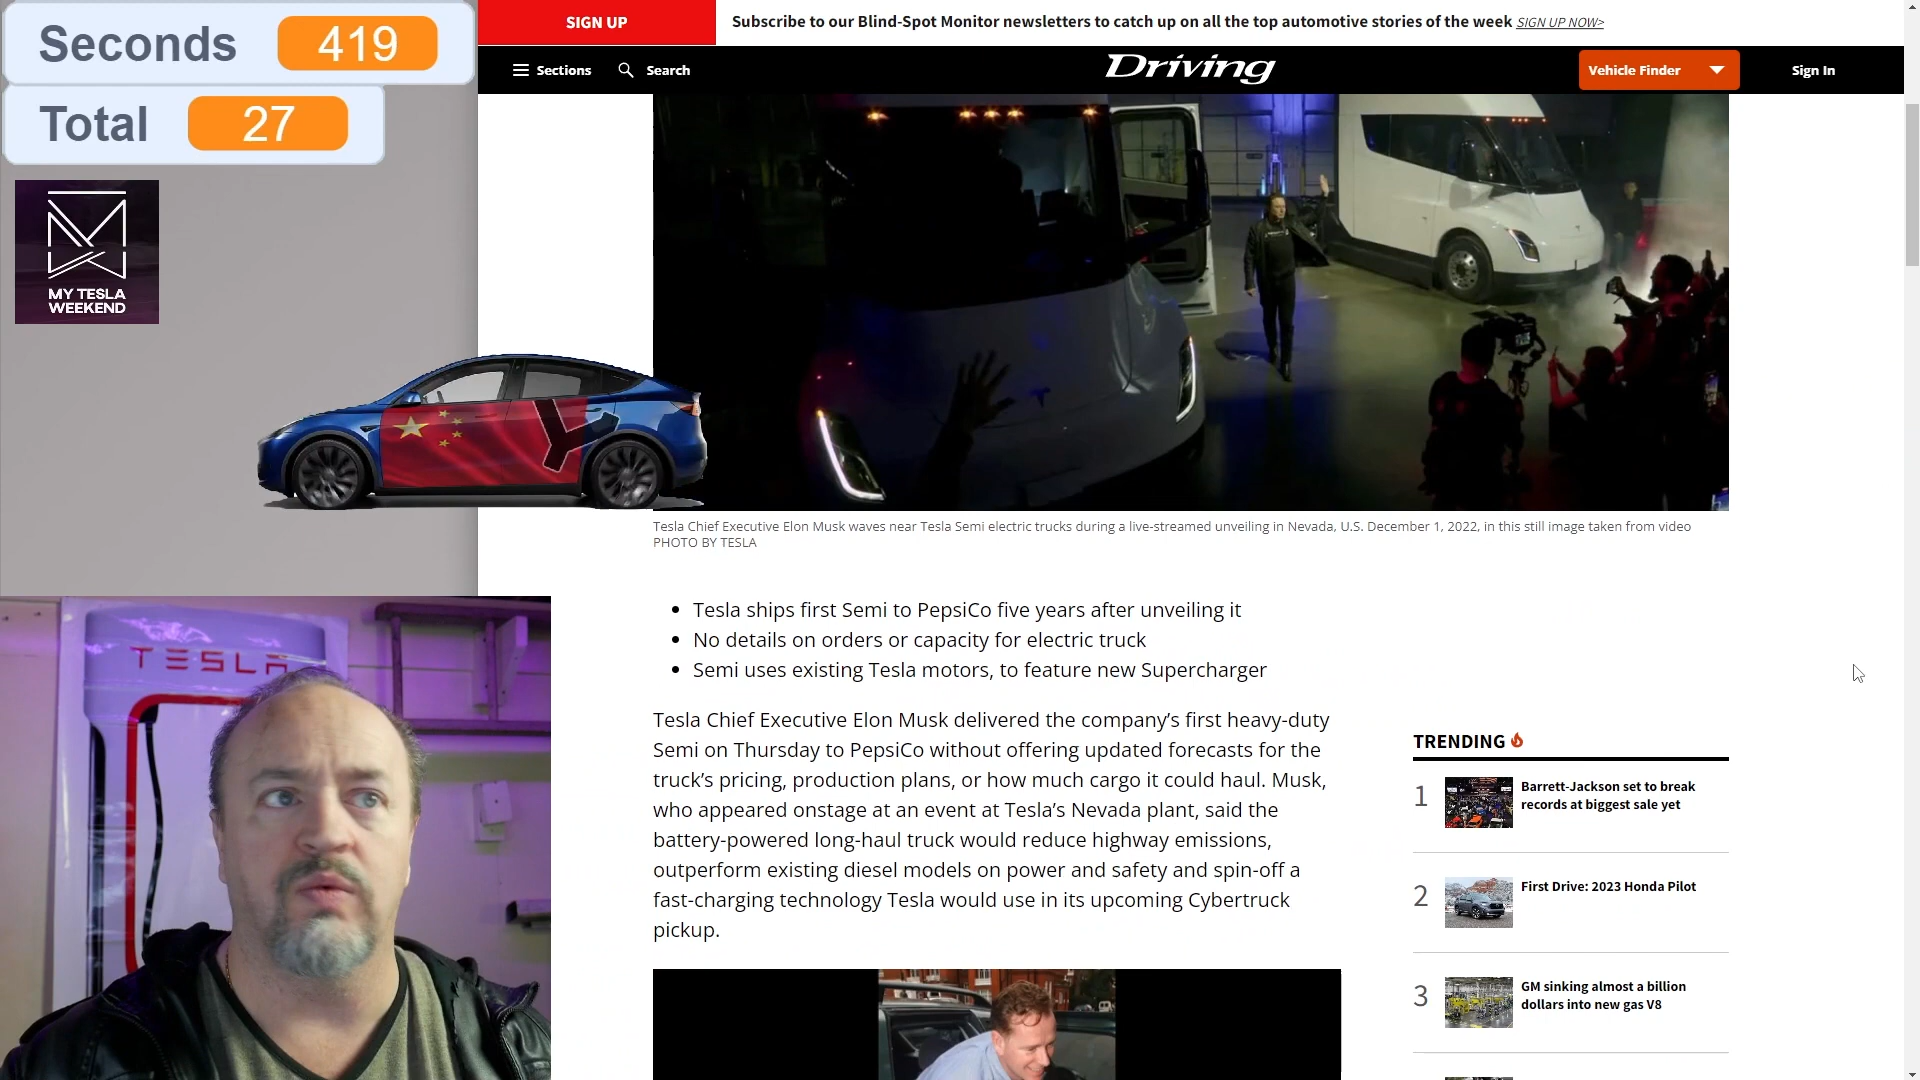 Seconds 419
Total 27
MY TESLA
WEEKEND
TESLA
SIGN UP
Subscribe to our Blind-Spot Monitor newsletters to catch up on all the top automotive stories of the week SIGN UP NOW>
Sections
Search
Driving
Vehicle Finder
Sign In
Tesla Chief Executive Elon Musk waves near Tesla Semi electric trucks during a live-streamed unveiling in Nevada, U.S. December 1, 2022, in this still image taken from video
PHOTO BY TESLA
• Tesla ships first Semi to PepsiCo five years after unveiling it
• No details on orders or capacity for electric truck
• Semi uses existing Tesla motors, to feature new Supercharger
Tesla Chief Executive Elon Musk delivered the company’s first heavy-duty
Semi on Thursday to PepsiCo without offering updated forecasts for the
truck’s pricing, production plans, or how much cargo it could haul. Musk,
who appeared onstage at an event at Tesla’s Nevada plant, said the
battery-powered long-haul truck would reduce highway emissions,
outperform existing diesel models on power and safety and spin-off a
fast-charging technology Tesla would use in its upcoming Cybertruck
pickup.
TRENDING
1
Barrett-Jackson set to break
records at biggest sale yet
2
First Drive: 2023 Honda Pilot
3
GM sinking almost a billion
dollars into new gas V8